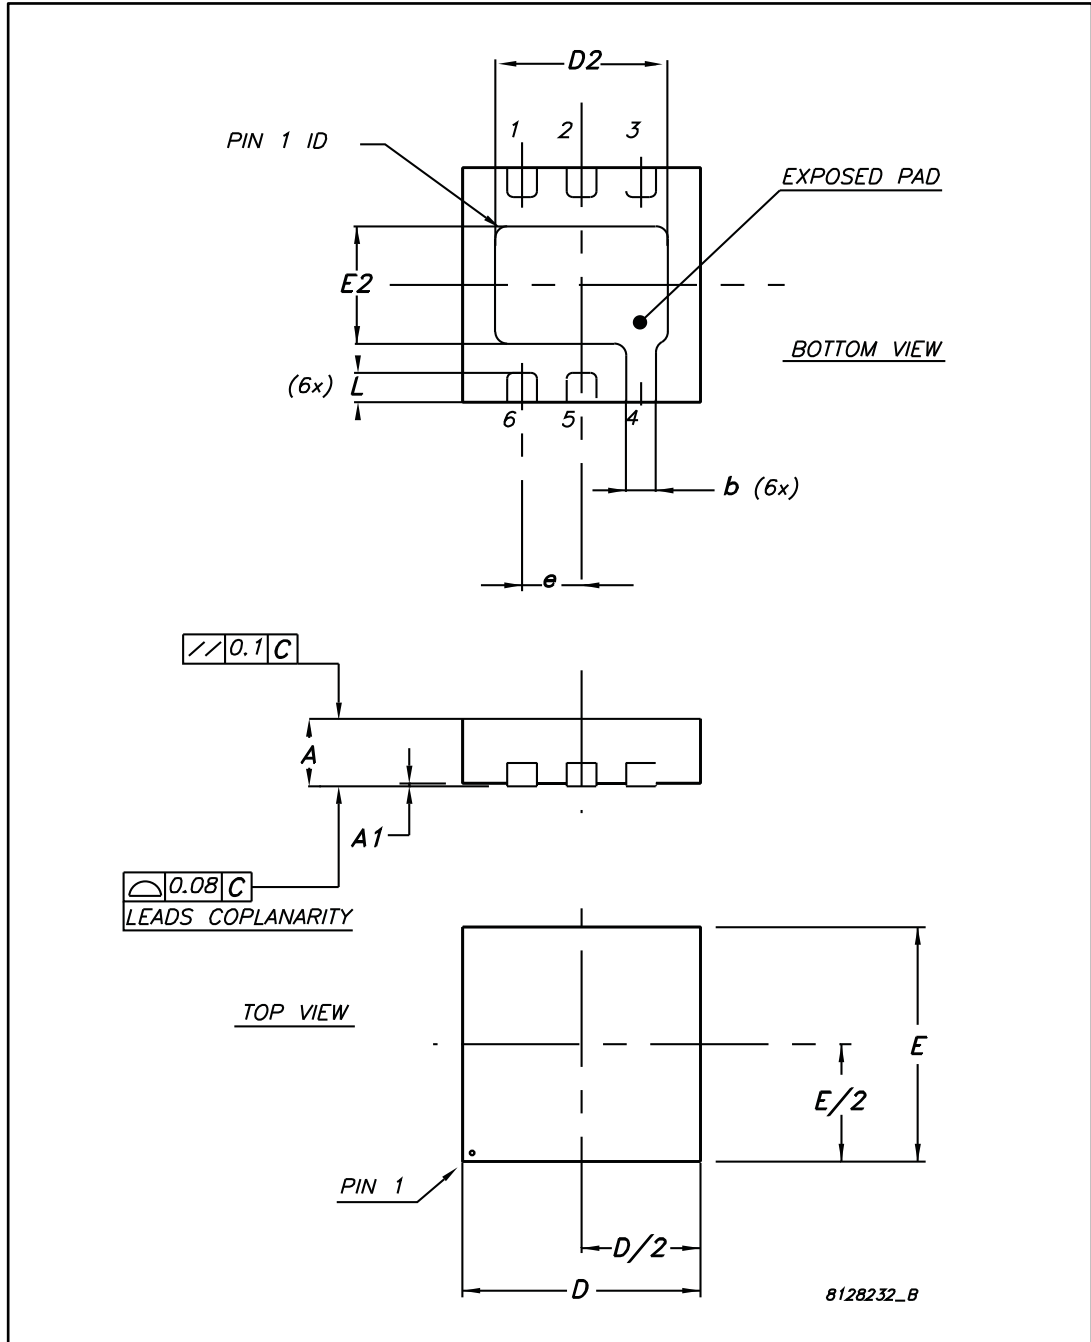 D2
1 2 3
PIN 1 ID
EXPOSED PAD
E2
BOTTOM VIEW
(6x) L
6 5 4
b (6x)
e
// 0.1 C
A
A1
⌓ 0.08 C
LEADS COPLANARITY
TOP VIEW
E
E/2
PIN 1
D/2
D
8128232_B